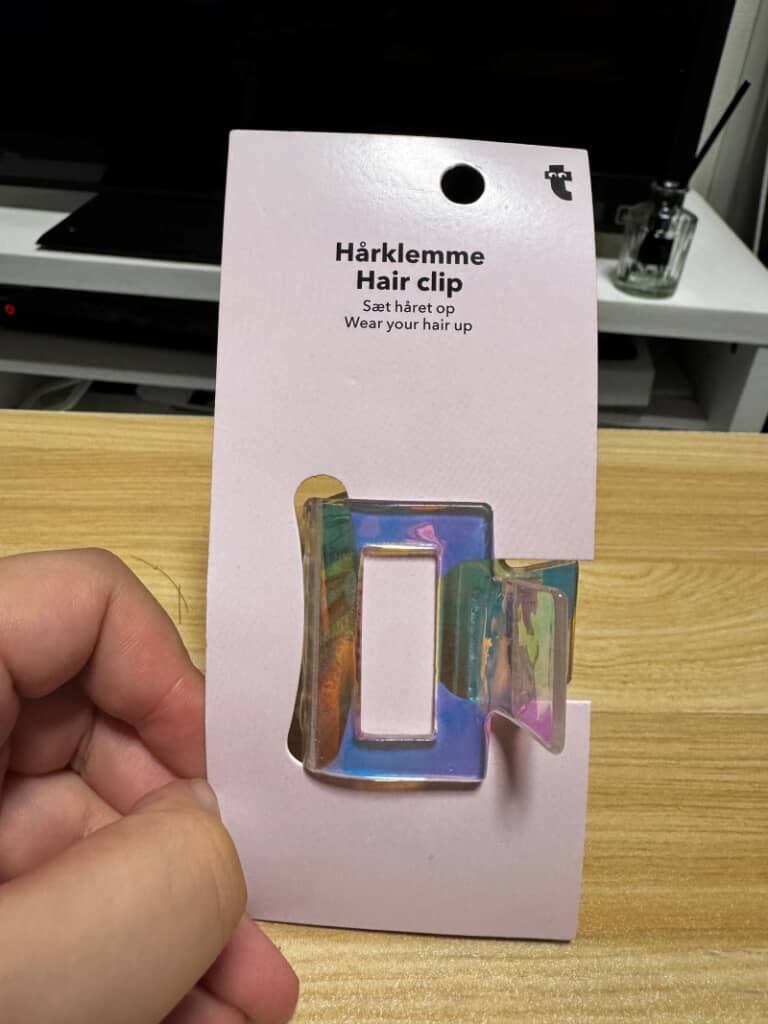 t
Hårklemme
Hair clip
Sæt håret op
Wear your hair up